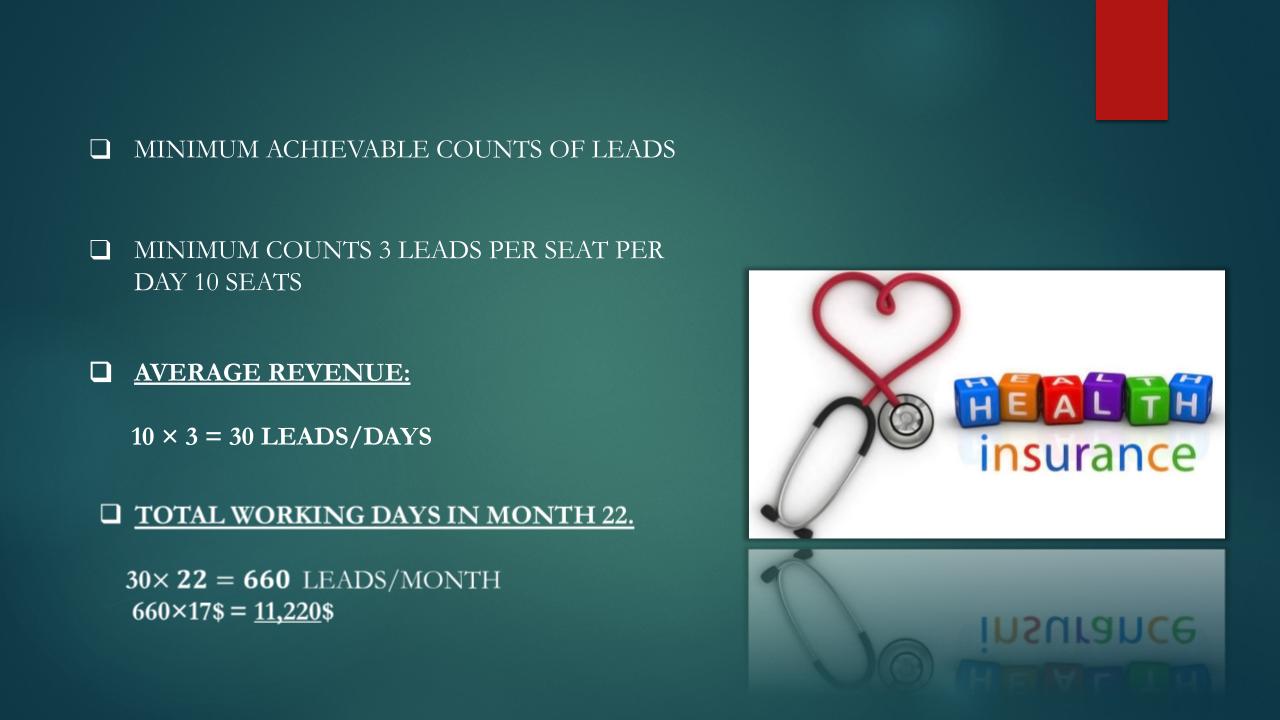 MINIMUM ACHIEVABLE COUNTS OF LEADS
MINIMUM COUNTS 3 LEADS PER SEAT PER
DAY 10 SEATS
AVERAGE REVENUE:
10 × 3 = 30 LEADS/DAYS
TOTAL WORKING DAYS IN MONTH 22.
30× 22 = 660 LEADS/MONTH
660×17$ = 11,220$
HEALTH
insurance